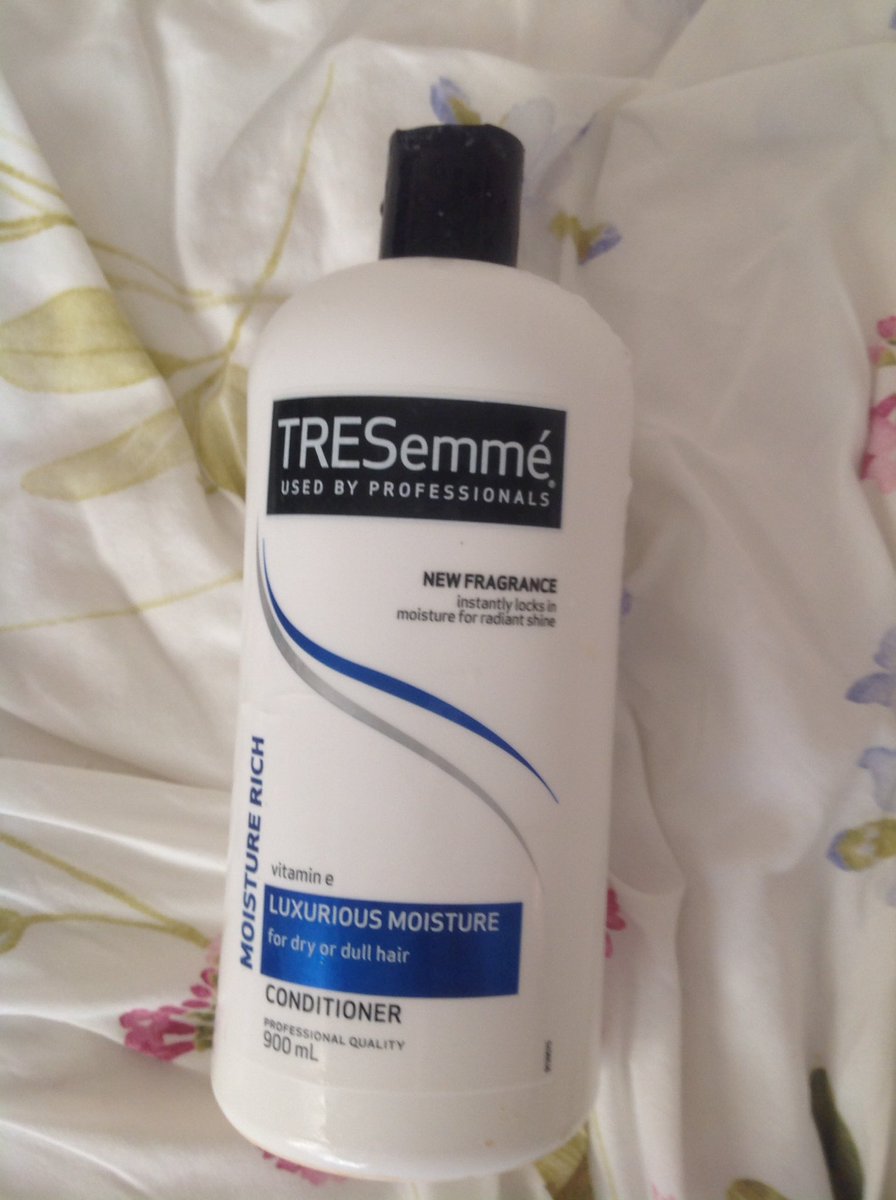 TRESemmé®
USED BY PROFESSIONALS
NEW FRAGRANCE
instantly locks in
moisture for radiant shine
MOISTURE RICH
vitamin e
LUXURIOUS MOISTURE
for dry or dull hair
CONDITIONER
PROFESSIONAL QUALITY
900 mL